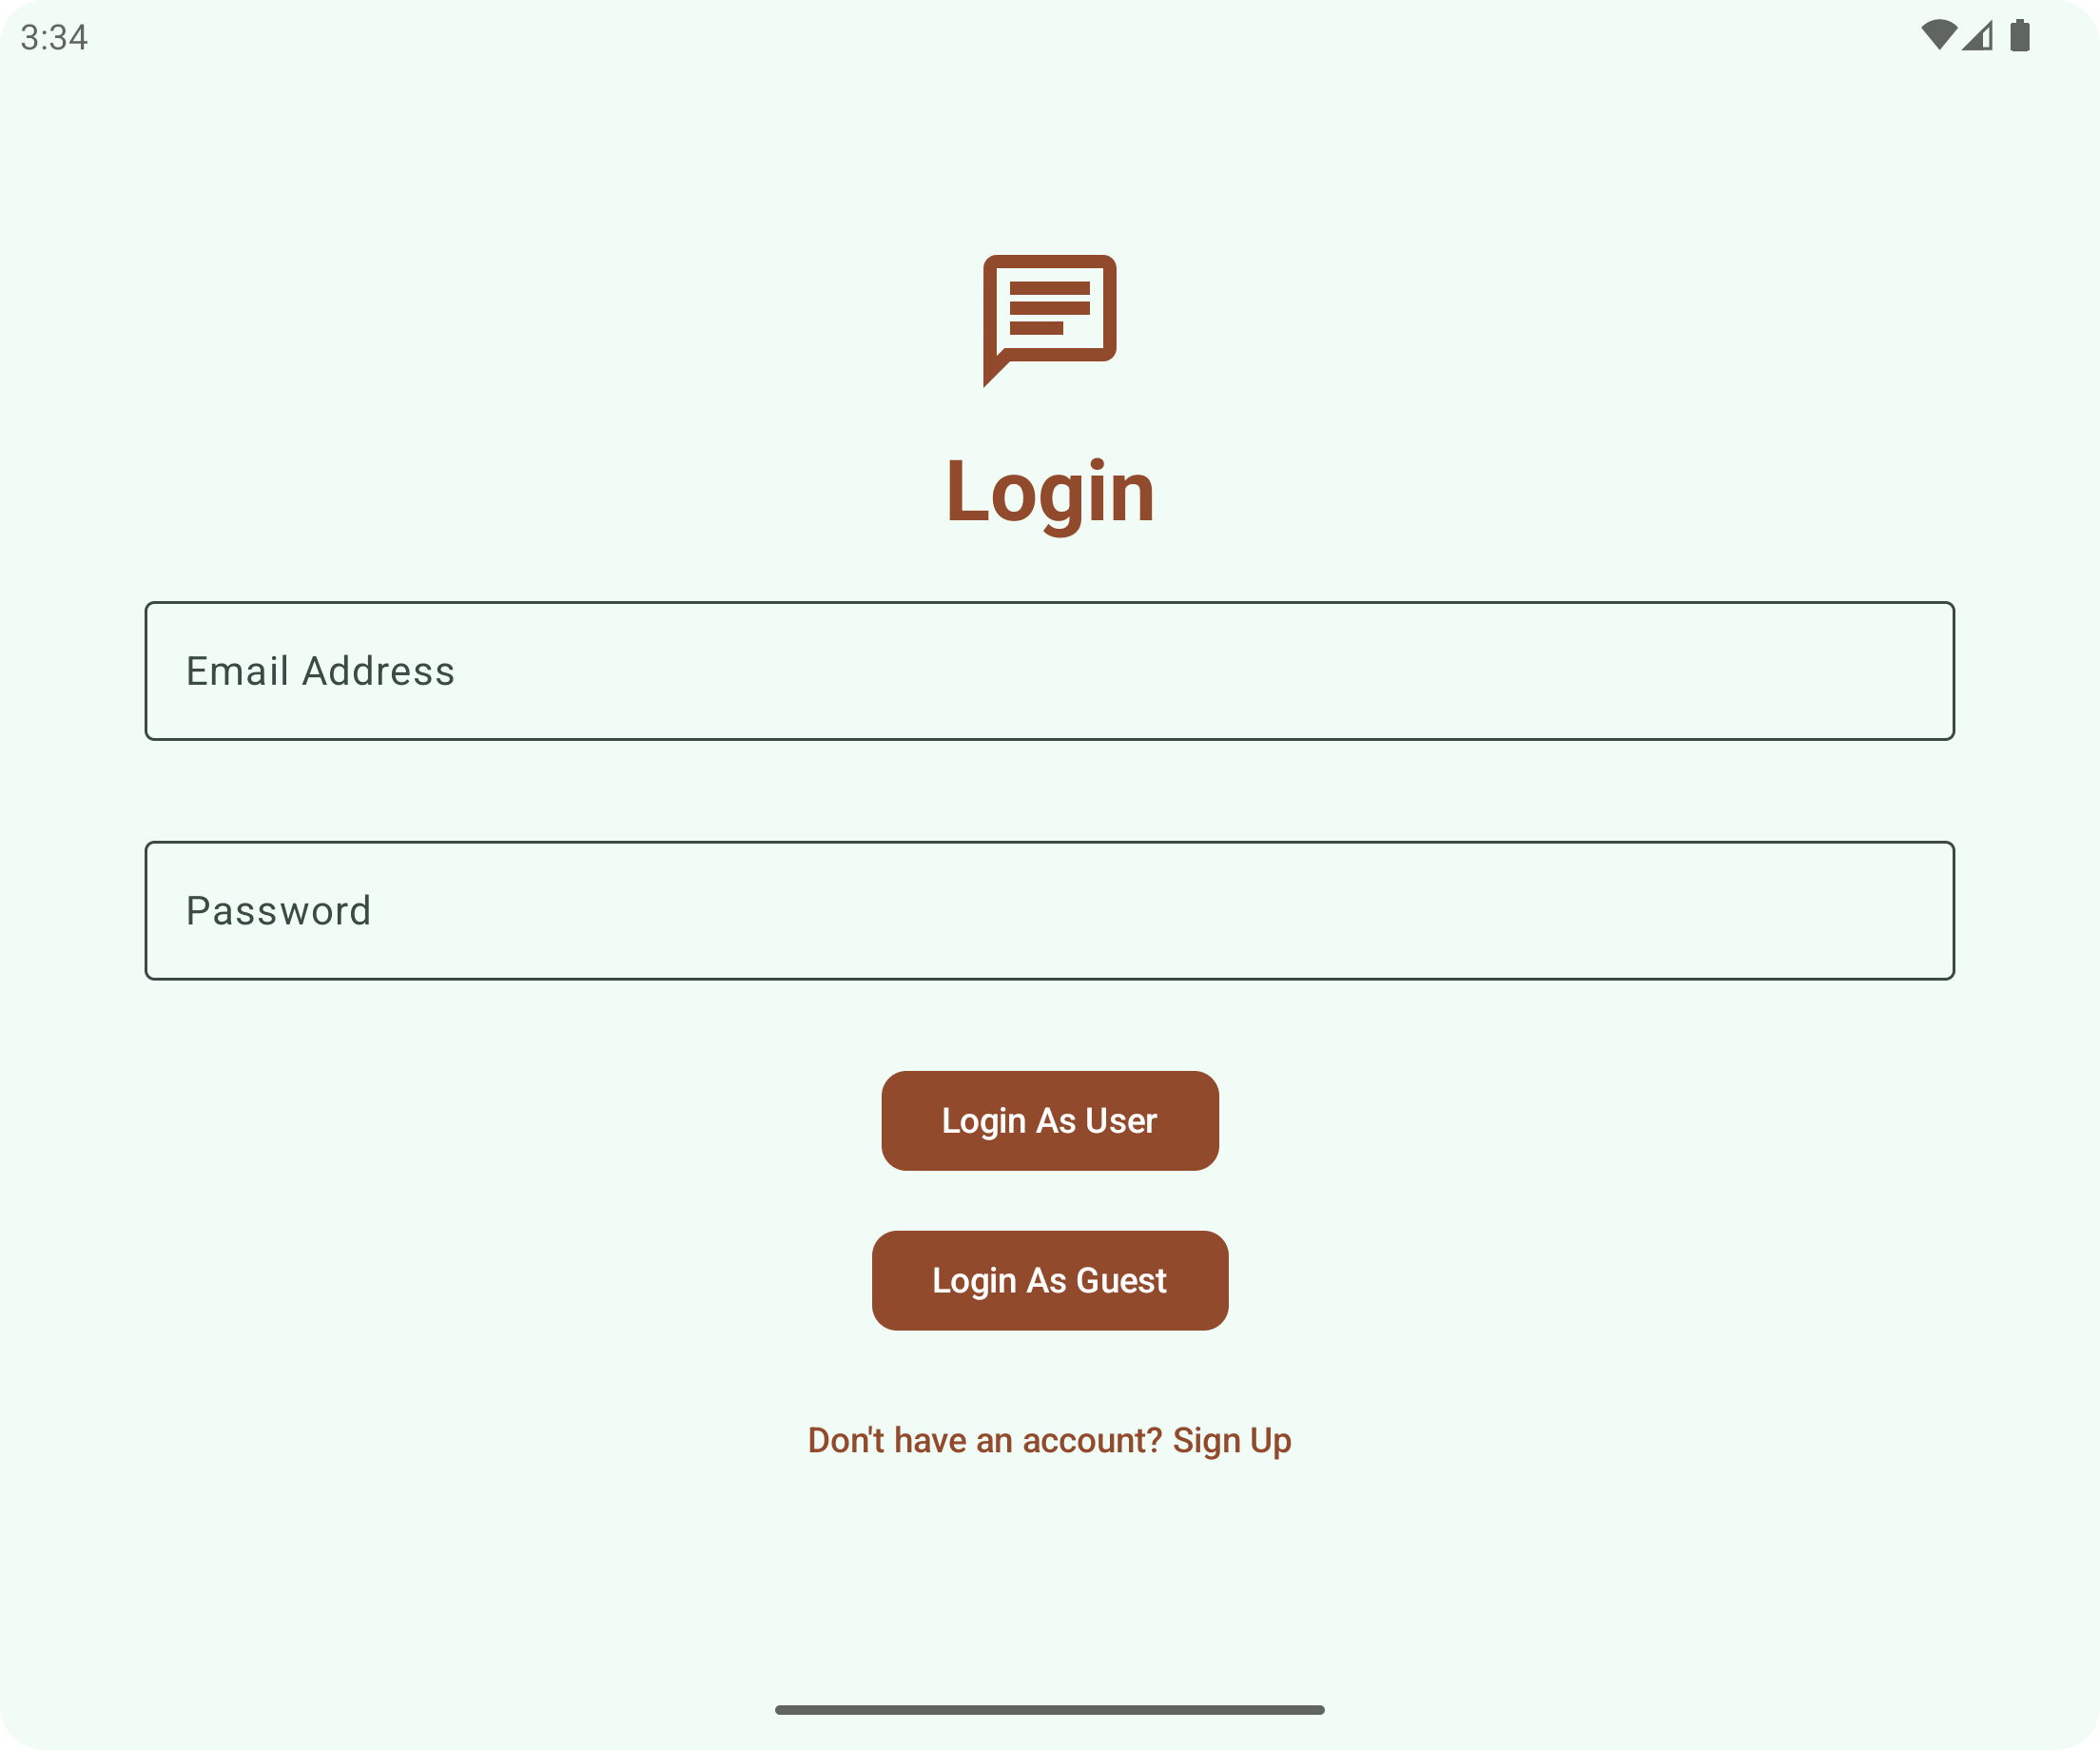 3:34
Login
Email Address
Password
Login As User
Login As Guest
Don't have an account? Sign Up